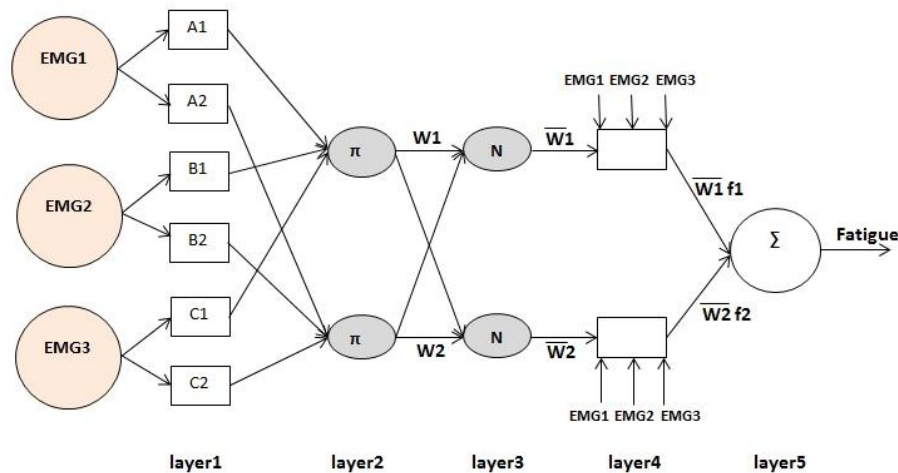 EMG1
A1
A2
EMG2
B1
B2
EMG3
C1
C2
π
π
W1
W2
N
N
W̅1
W̅2
EMG1 EMG2 EMG3
EMG1 EMG2 EMG3
W̅1 f1
W̅2 f2
Σ
Fatigue
layer1 layer2 layer3 layer4 layer5